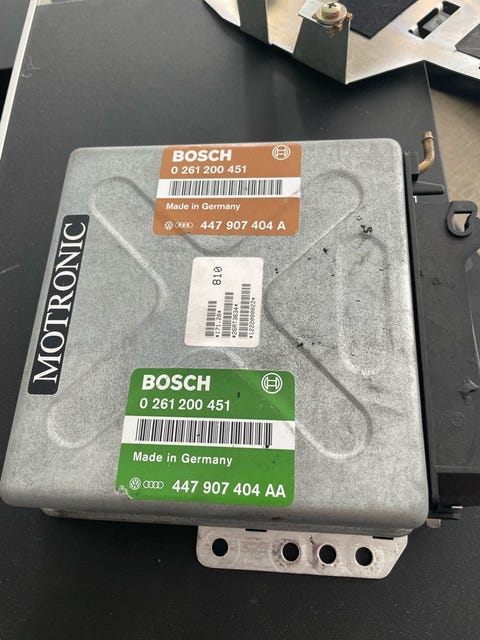 BOSCH
0 261 200 451
Made in Germany
447 907 404 A
MOTRONIC
810
*1222000022*
BOSCH
0 261 200 451
Made in Germany
447 907 404 AA